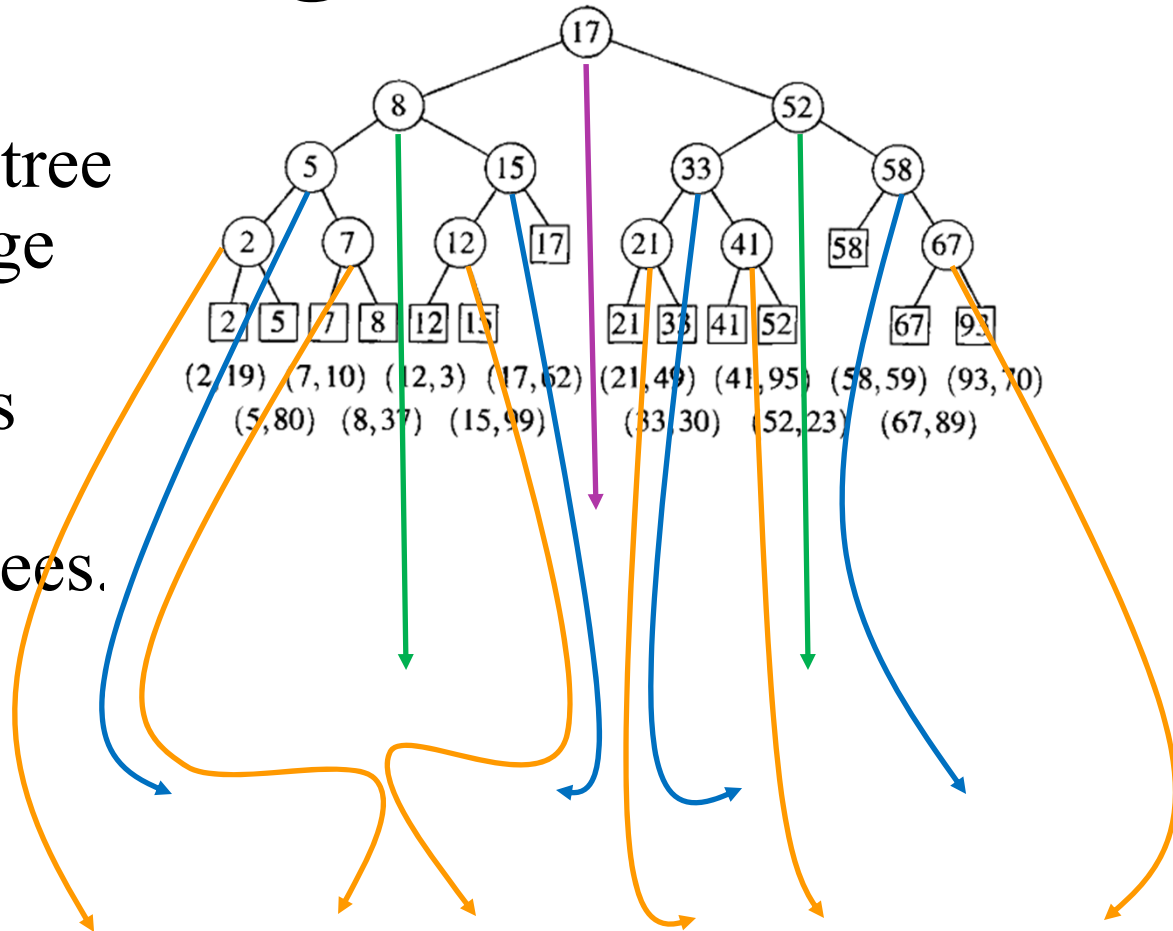 17
8 52
tree
5 15 33 58
ge
2 7 12 17 21 41 58 67
2 5 7 8 12 15 21 33 41 52 67 93
(2,19) (7,10) (12,3) (17,62) (21,49) (41,95) (58,59) (93,70)
s
(5,80) (8,37) (15,99) (33,30) (52,23) (67,89)
ees.